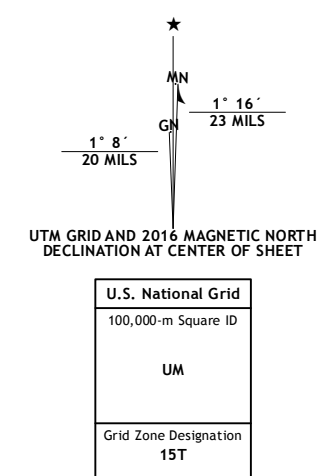 ★
MN
1° 16´
23 MILS
GN
1° 8´
20 MILS
UTM GRID AND 2016 MAGNETIC NORTH
DECLINATION AT CENTER OF SHEET
U.S. National Grid
100,000-m Square ID
UM
Grid Zone Designation
15T